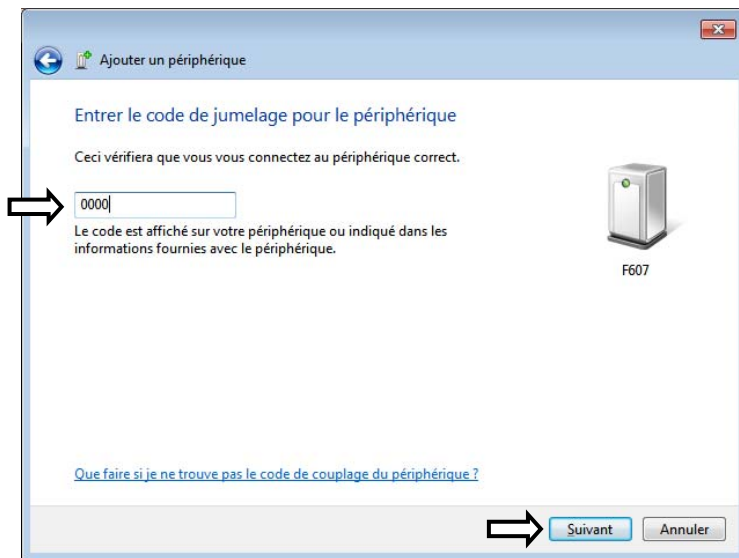 Ajouter un périphérique
Entrer le code de jumelage pour le périphérique
Ceci vérifiera que vous vous connectez au périphérique correct.
0000
Le code est affiché sur votre périphérique ou indiqué dans les
informations fournies avec le périphérique.
F607
Que faire si je ne trouve pas le code de couplage du périphérique ?
Suivant
Annuler